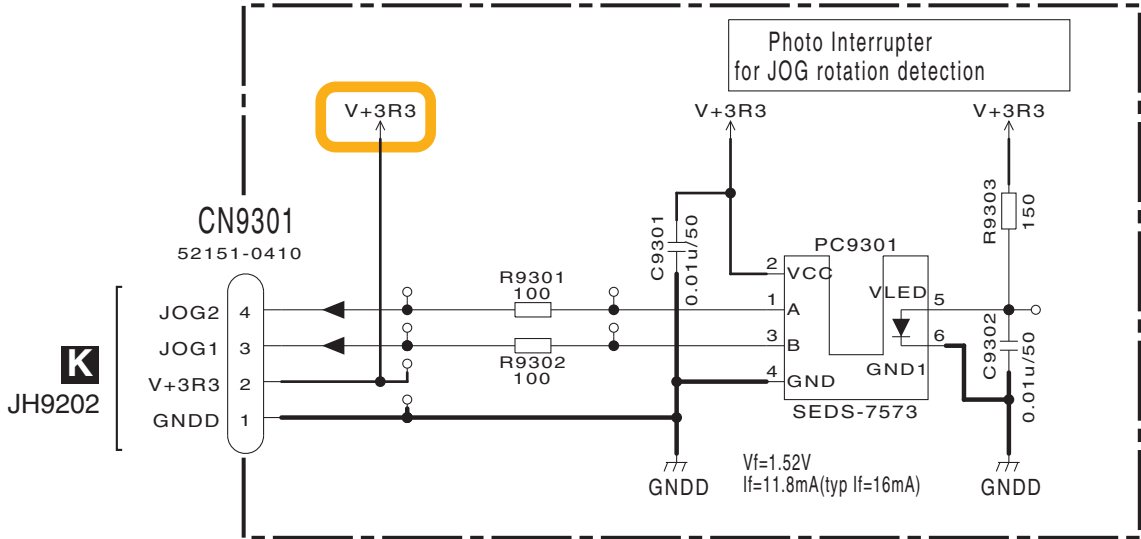 Photo Interrupter
for JOG rotation detection
V+3R3
V+3R3
V+3R3
CN9301
52151-0410
C9301
0.01u/50
R9303
150
PC9301
R9301
100
2
VCC
JOG2
4
1
A
VLED
5
JOG1
3
R9302
100
3
B
6
C9302
0.01u/50
K
JH9202
V+3R3
2
4
GND
GND1
GNDD
1
SEDS-7573
GNDD
Vf=1.52V
If=11.8mA(typ If=16mA)
GNDD